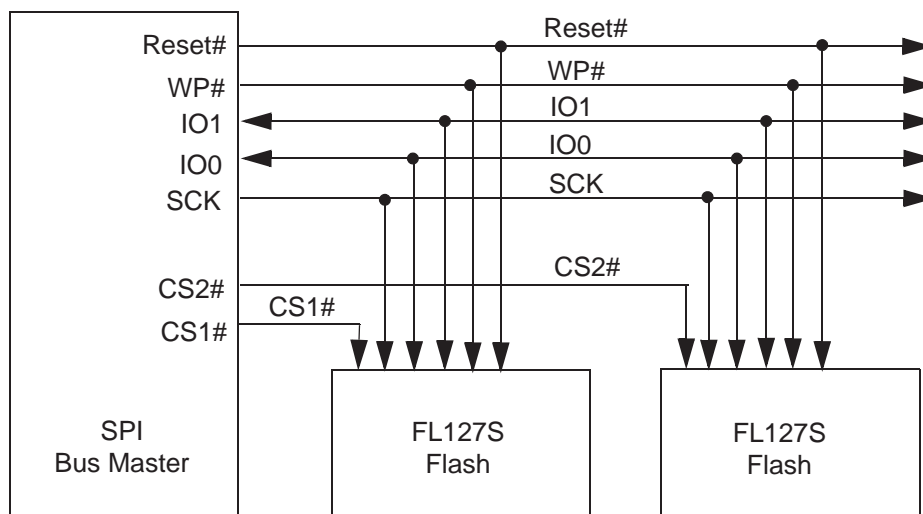 Reset#
Reset#
WP#
WP#
IO1
IO1
IO0
IO0
SCK
SCK
CS2#
CS2#
CS1#
CS1#
SPI
Bus Master
FL127S
Flash
FL127S
Flash